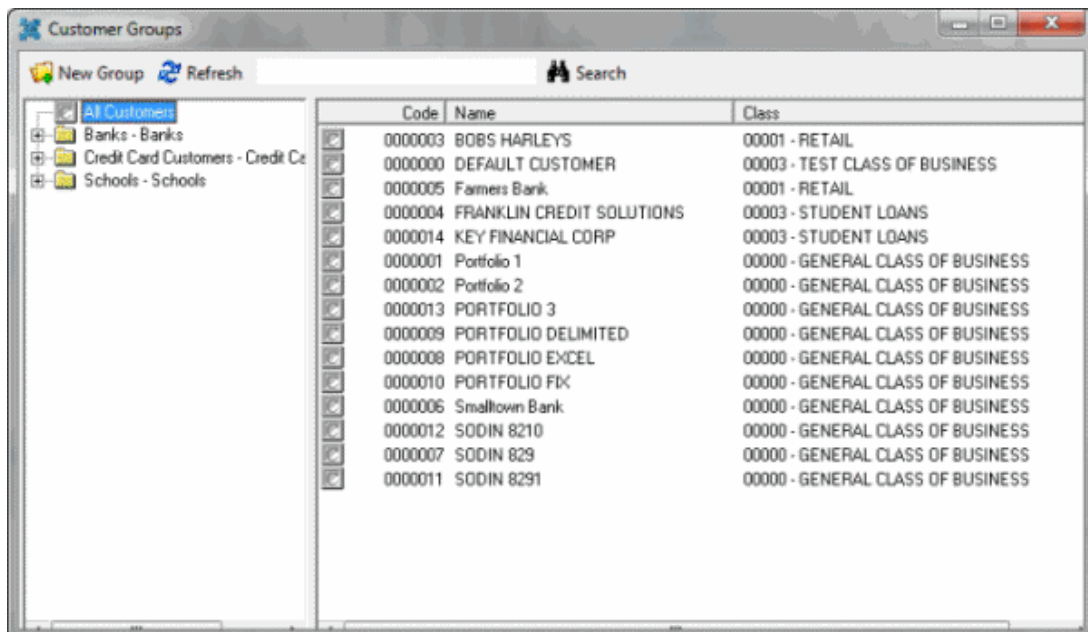 Customer Groups
New Group Refresh Search
All Customers
Banks - Banks
Credit Card Customers - Credit Ca
Schools - Schools
Code Name Class
0000003 BOBS HARLEYS 00001 - RETAIL
0000000 DEFAULT CUSTOMER 00003 - TEST CLASS OF BUSINESS
0000005 Farmers Bank 00001 - RETAIL
0000004 FRANKLIN CREDIT SOLUTIONS 00003 - STUDENT LOANS
0000014 KEY FINANCIAL CORP 00003 - STUDENT LOANS
0000001 Portfolio 1 00000 - GENERAL CLASS OF BUSINESS
0000002 Portfolio 2 00000 - GENERAL CLASS OF BUSINESS
0000013 PORTFOLIO 3 00000 - GENERAL CLASS OF BUSINESS
0000009 PORTFOLIO DELIMITED 00000 - GENERAL CLASS OF BUSINESS
0000008 PORTFOLIO EXCEL 00000 - GENERAL CLASS OF BUSINESS
0000010 PORTFOLIO FIX 00000 - GENERAL CLASS OF BUSINESS
0000006 Smalltown Bank 00000 - GENERAL CLASS OF BUSINESS
0000012 SODIN 8210 00000 - GENERAL CLASS OF BUSINESS
0000007 SODIN 829 00000 - GENERAL CLASS OF BUSINESS
0000011 SODIN 8291 00000 - GENERAL CLASS OF BUSINESS